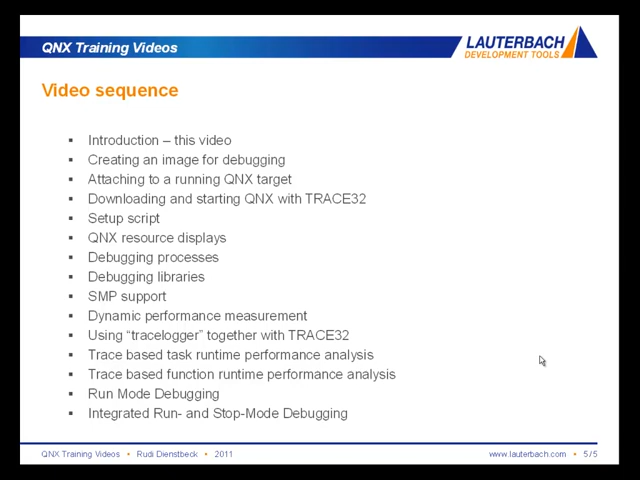 QNX Training Videos
LAUTERBACH
DEVELOPMENT TOOLS
Video sequence
▪ Introduction – this video
▪ Creating an image for debugging
▪ Attaching to a running QNX target
▪ Downloading and starting QNX with TRACE32
▪ Setup script
▪ QNX resource displays
▪ Debugging processes
▪ Debugging libraries
▪ SMP support
▪ Dynamic performance measurement
▪ Using “tracelogger” together with TRACE32
▪ Trace based task runtime performance analysis
▪ Trace based function runtime performance analysis
▪ Run Mode Debugging
▪ Integrated Run- and Stop-Mode Debugging
QNX Training Videos ▪ Rudi Dienstbeck ▪ 2011
www.lauterbach.com ▪ 5 / 5